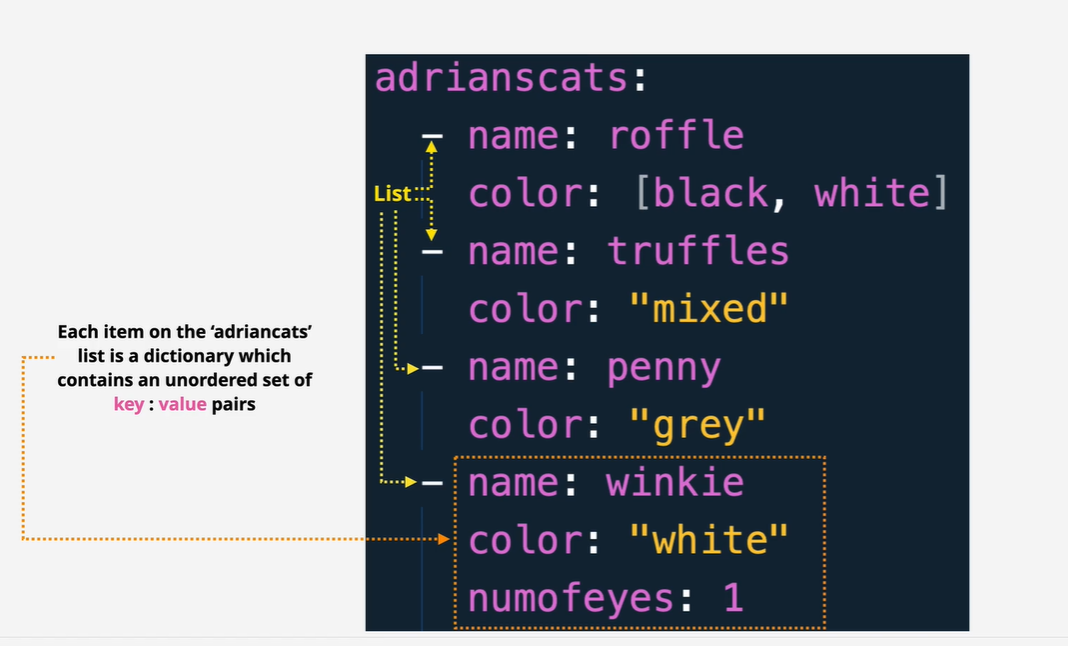 adrianscats:
- name: roffle
color: [black, white]
List
- name: truffles
color: "mixed"
Each item on the ‘adriancats’
list is a dictionary which
contains an unordered set of
key : value pairs
- name: penny
color: "grey"
- name: winkie
color: "white"
numofeyes: 1